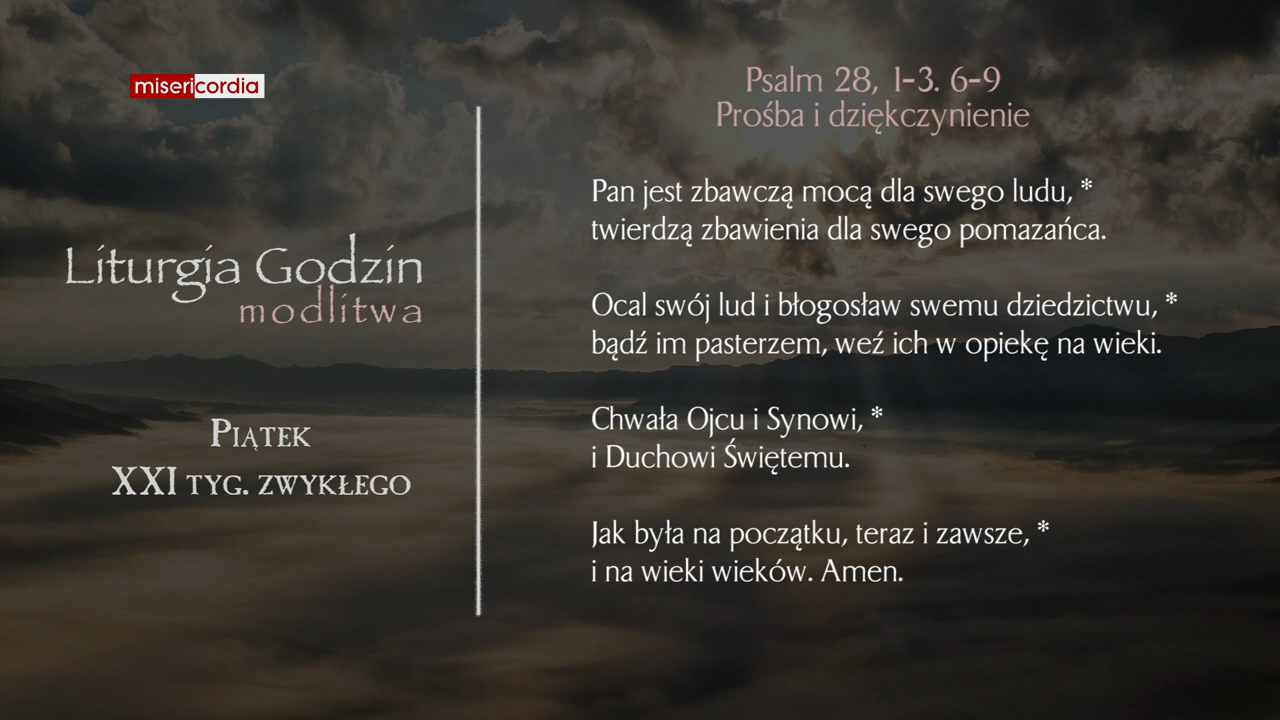 misericordia
Liturgia Godzin
modlitwa
Piątek
XXI tyg. zwykłego
Psalm 28, 1-3. 6-9
Prośba i dziękczynienie
Pan jest zbawczą mocą dla swego ludu, *
twierdzą zbawienia dla swego pomazańca.
Ocal swój lud i błogosław swemu dziedzictwu, *
bądź im pasterzem, weź ich w opiekę na wieki.
Chwała Ojcu i Synowi, *
i Duchowi Świętemu.
Jak była na początku, teraz i zawsze, *
i na wieki wieków. Amen.